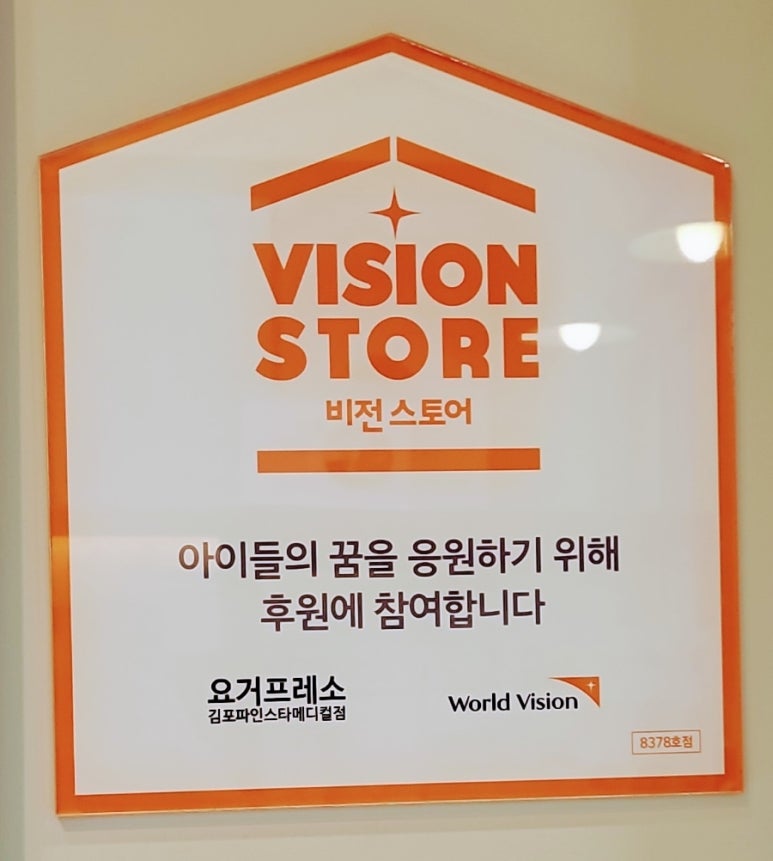 VISION
STORE
비전 스토어
아이들의 꿈을 응원하기 위해
후원에 참여합니다
요거프레소
김포파인스타메디컬점
World Vision
8378호점